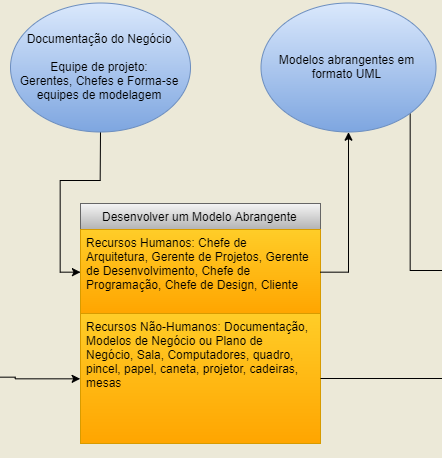 Documentação do Negócio
Equipe de projeto:
Gerentes, Chefes e Forma-se
equipes de modelagem
Modelos abrangentes em
formato UML
Desenvolver um Modelo Abrangente
Recursos Humanos: Chefe de
Arquitetura, Gerente de Projetos, Gerente
de Desenvolvimento, Chefe de
Programação, Chefe de Design, Cliente
Recursos Não-Humanos: Documentação,
Modelos de Negócio ou Plano de
Negócio, Sala, Computadores, quadro,
pincel, papel, caneta, projetor, cadeiras,
mesas